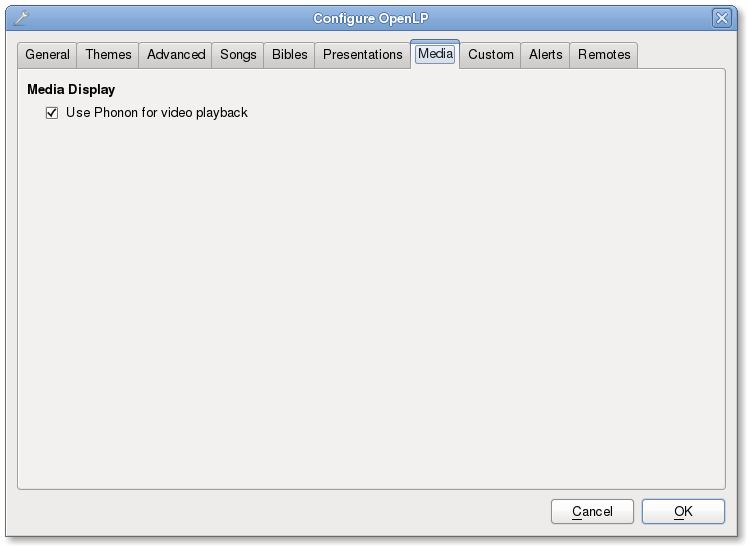 Configure OpenLP
General Themes Advanced Songs Bibles Presentations Media Custom Alerts Remotes
Media Display
Use Phonon for video playback
Cancel OK